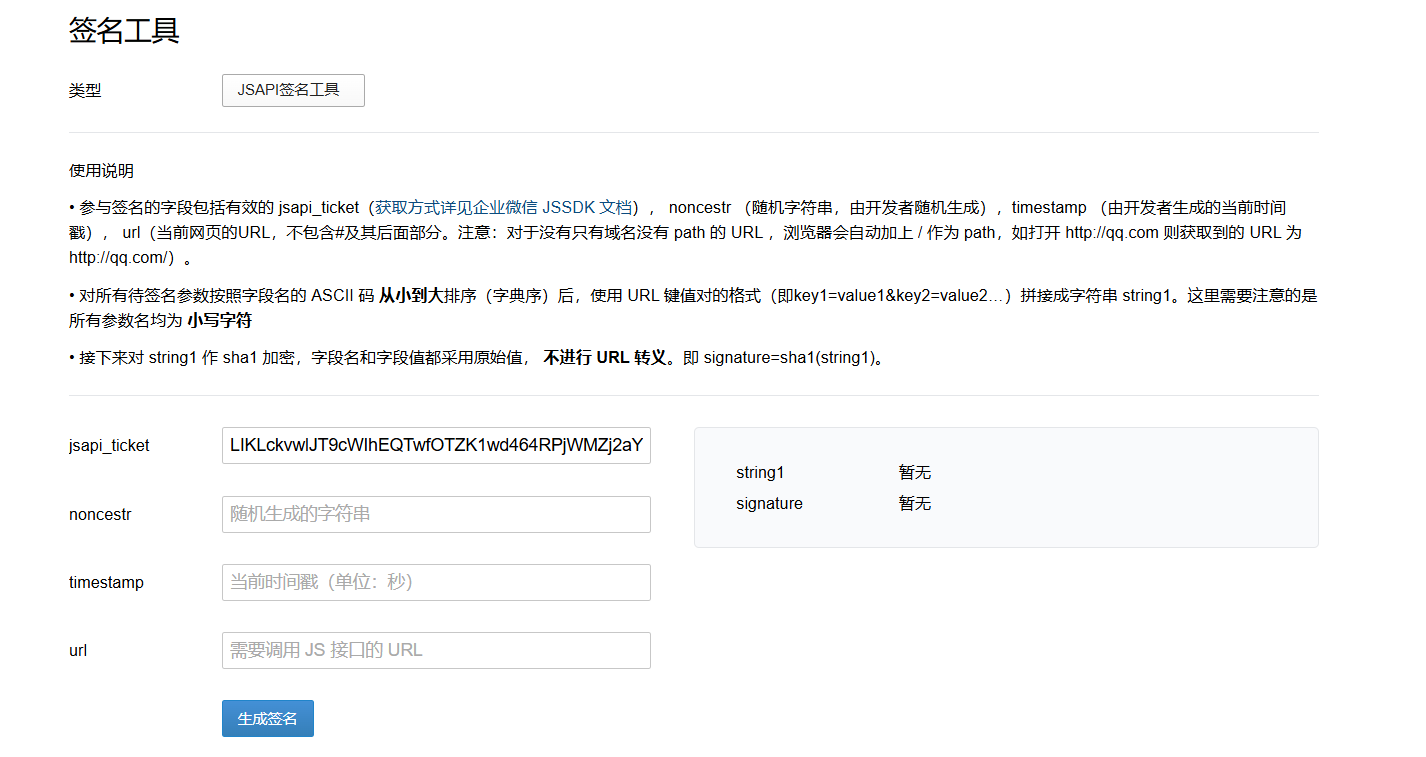 签名工具
类型
JSAPI签名工具
使用说明
• 参与签名的字段包括有效的 jsapi_ticket（获取方式详见企业微信 JSSDK 文档）， noncestr （随机字符串，由开发者随机生成），timestamp （由开发者生成的当前时间
戳）， url（当前网页的URL，不包含#及其后面部分。注意：对于没有只有域名没有 path 的 URL ，浏览器会自动加上 / 作为 path，如打开 http://qq.com 则获取到的 URL 为
http://qq.com/）。
• 对所有待签名参数按照字段名的 ASCII 码 从小到大排序（字典序）后，使用 URL 键值对的格式（即key1=value1&key2=value2…）拼接成字符串 string1。这里需要注意的是
所有参数名均为 小写字符
• 接下来对 string1 作 sha1 加密，字段名和字段值都采用原始值， 不进行 URL 转义。即 signature=sha1(string1)。
jsapi_ticket
LIKLckvwlJT9cWIhEQTwfOTZK1wd464RPjWMZj2aY
string1
暂无
signature
暂无
noncestr
随机生成的字符串
timestamp
当前时间戳（单位：秒）
url
需要调用 JS 接口的 URL
生成签名